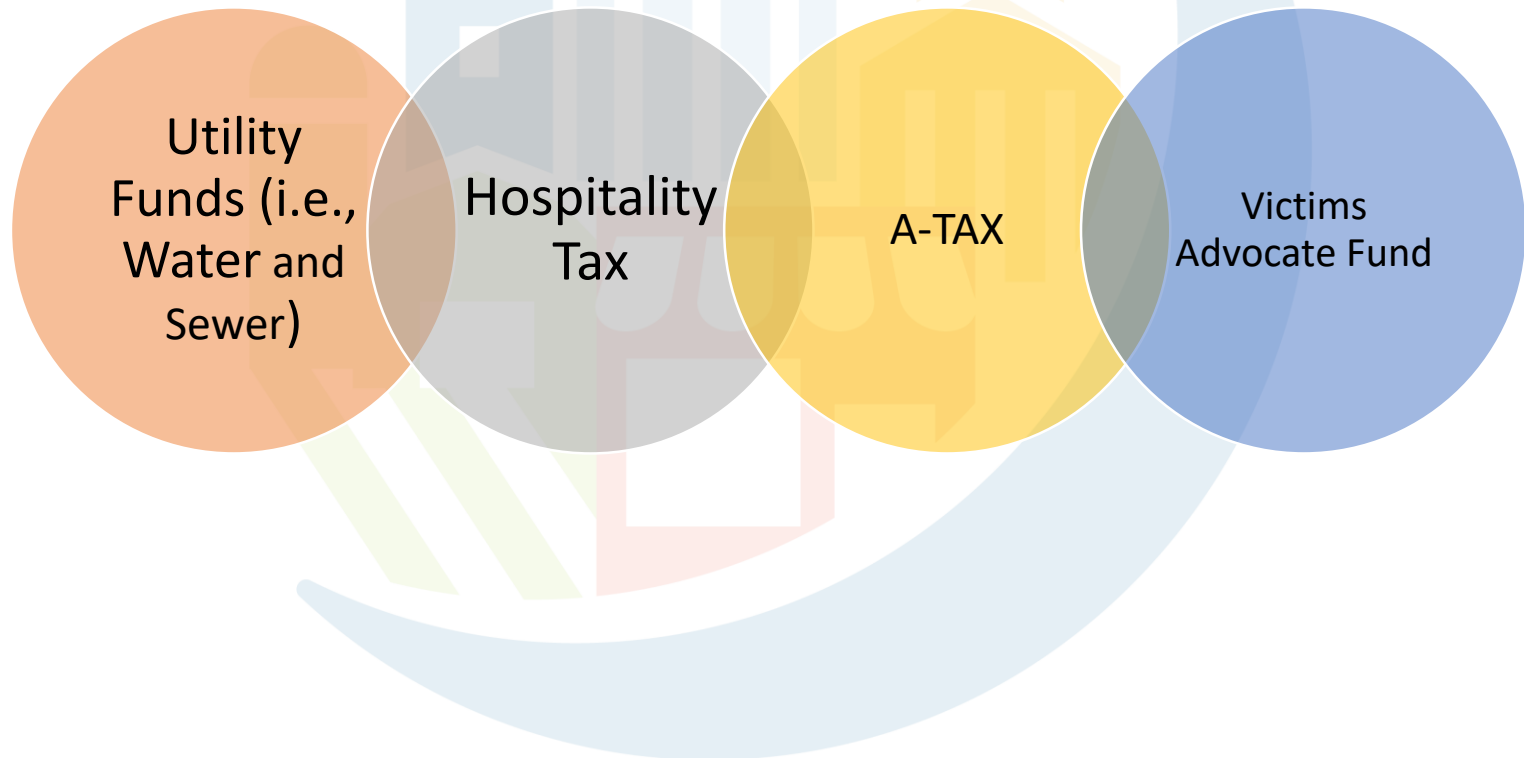 Utility
Funds (i.e.,
Water and
Sewer)
Hospitality
Tax
A-TAX
Victims
Advocate Fund